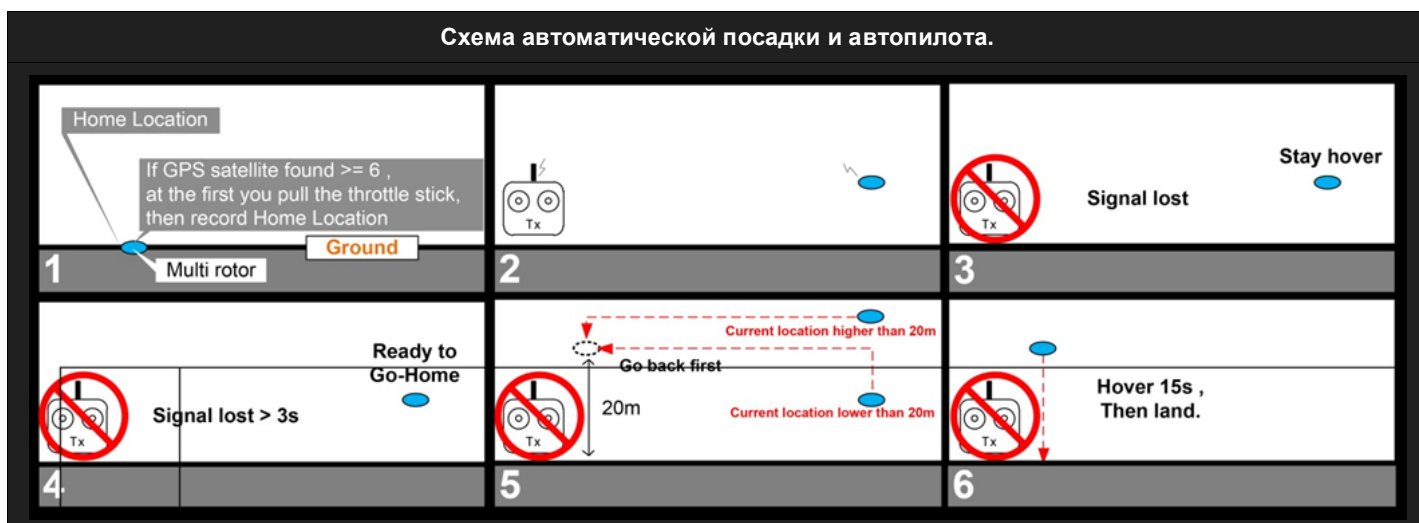 Схема автоматической посадки и автопилота.
Home Location
If GPS satellite found >= 6 ,
at the first you pull the throttle stick,
then record Home Location
Ground
Multi rotor
1
Tx
2
Stay hover
Signal lost
Tx
3
Ready to
Go-Home
Signal lost > 3s
Tx
4
Current location higher than 20m
Go back first
20m
Current location lower than 20m
Tx
5
Hover 15s ,
Then land.
Tx
6